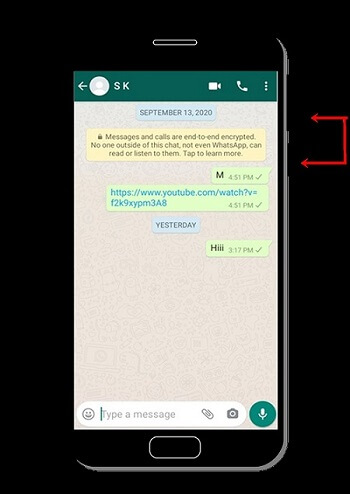 S K
SEPTEMBER 13, 2020
Messages and calls are end-to-end encrypted.
No one outside of this chat, not even WhatsApp, can
read or listen to them. Tap to learn more.
M 4:51 PM
https://www.youtube.com/watch?v=
f2k9xypm3A8
4:51 PM
YESTERDAY
Hiii 3:17 PM
Type a message